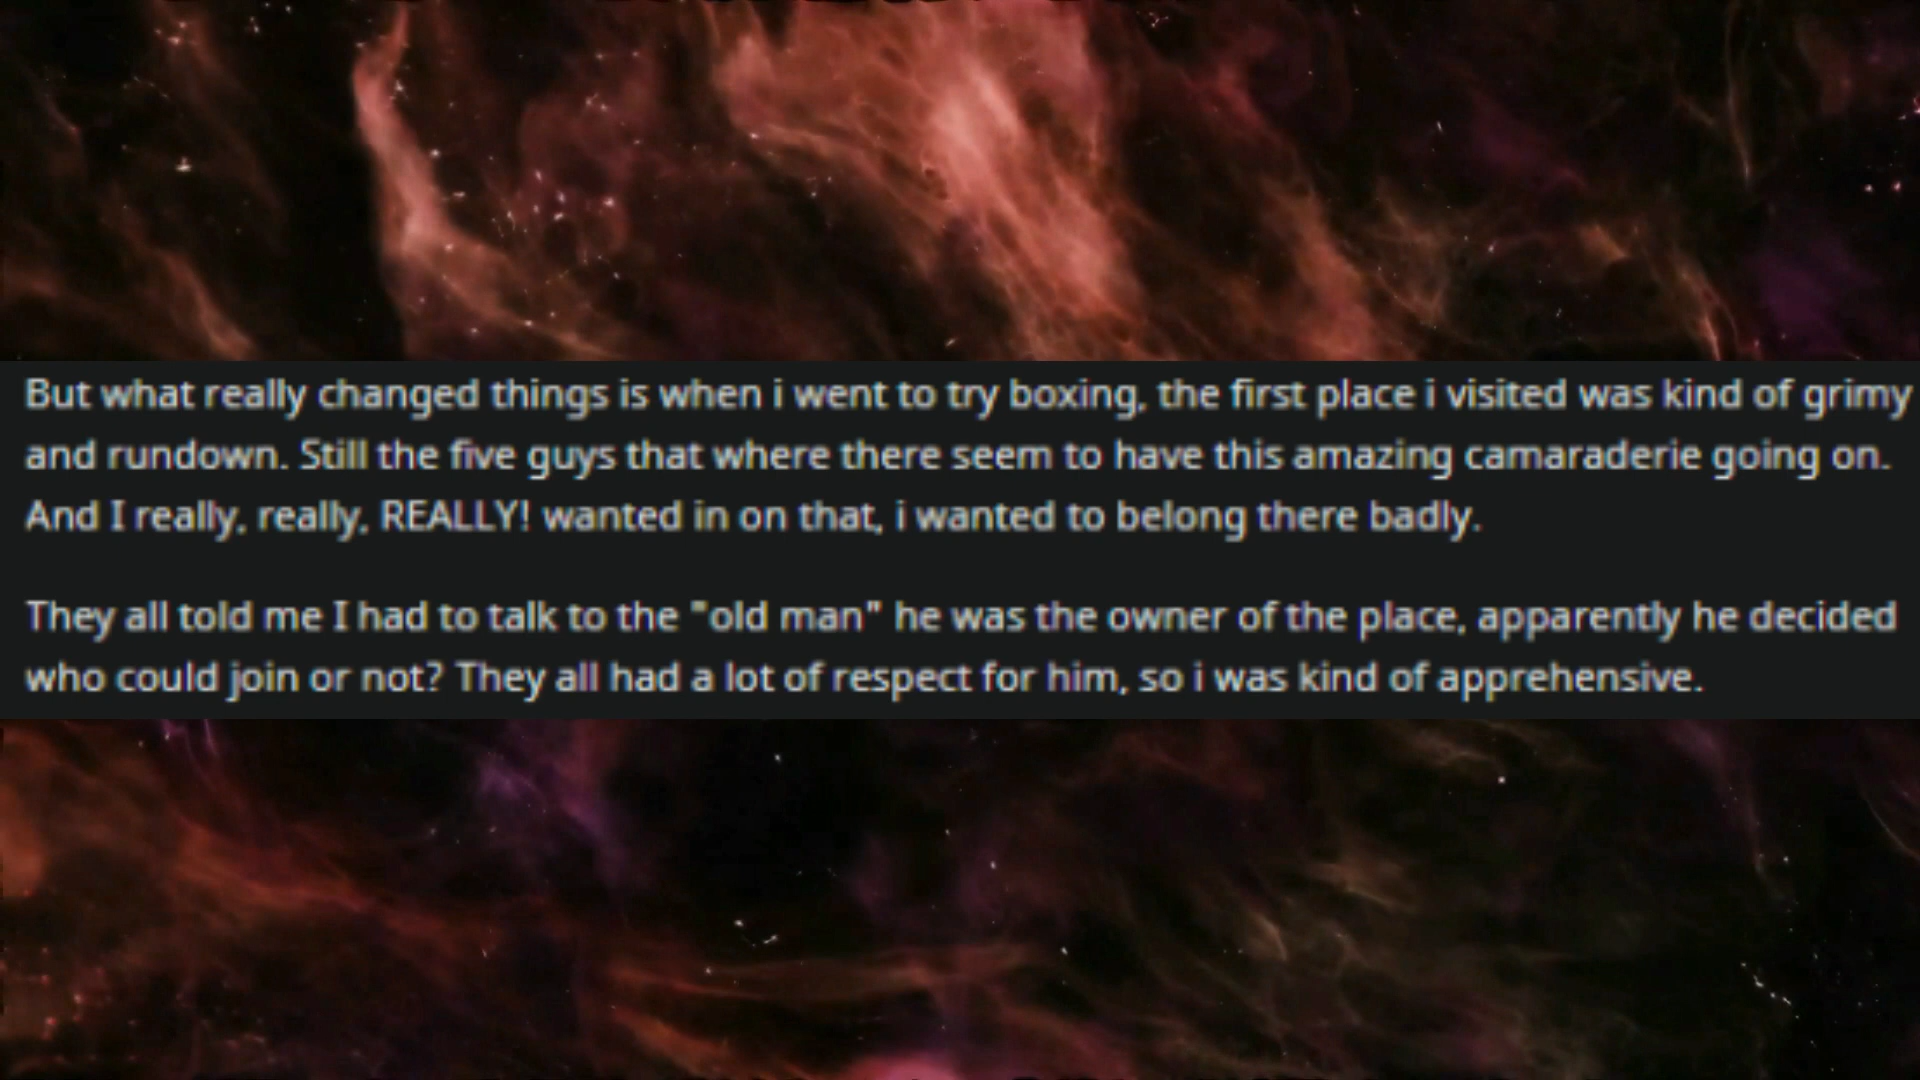 But what really changed things is when i went to try boxing, the first place i visited was kind of grimy
and rundown. Still the five guys that where there seem to have this amazing camaraderie going on.
And I really, really, REALLY! wanted in on that, i wanted to belong there badly.
They all told me I had to talk to the "old man" he was the owner of the place, apparently he decided
who could join or not? They all had a lot of respect for him, so i was kind of apprehensive.